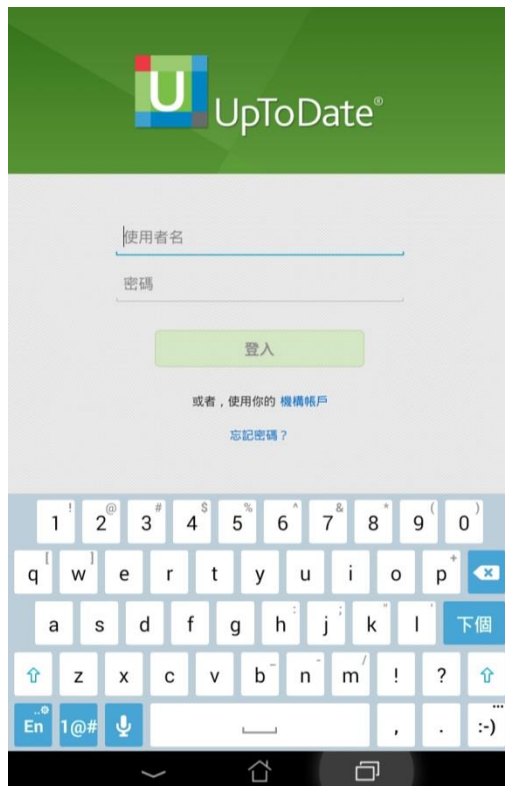 U UpToDate®
使用者名
密碼
登入
或者，使用你的 機構帳戶
忘記密碼？
1 ! 2 @ 3 # 4 $ 5 % 6 ^ 7 & 8 * 9 ( 0 )
q [ w ] e r t y u i o p +
a s d f g h : j ; k " l ' 下個
z x c v b _ n - m / ! ?
En 1@# , . :-)